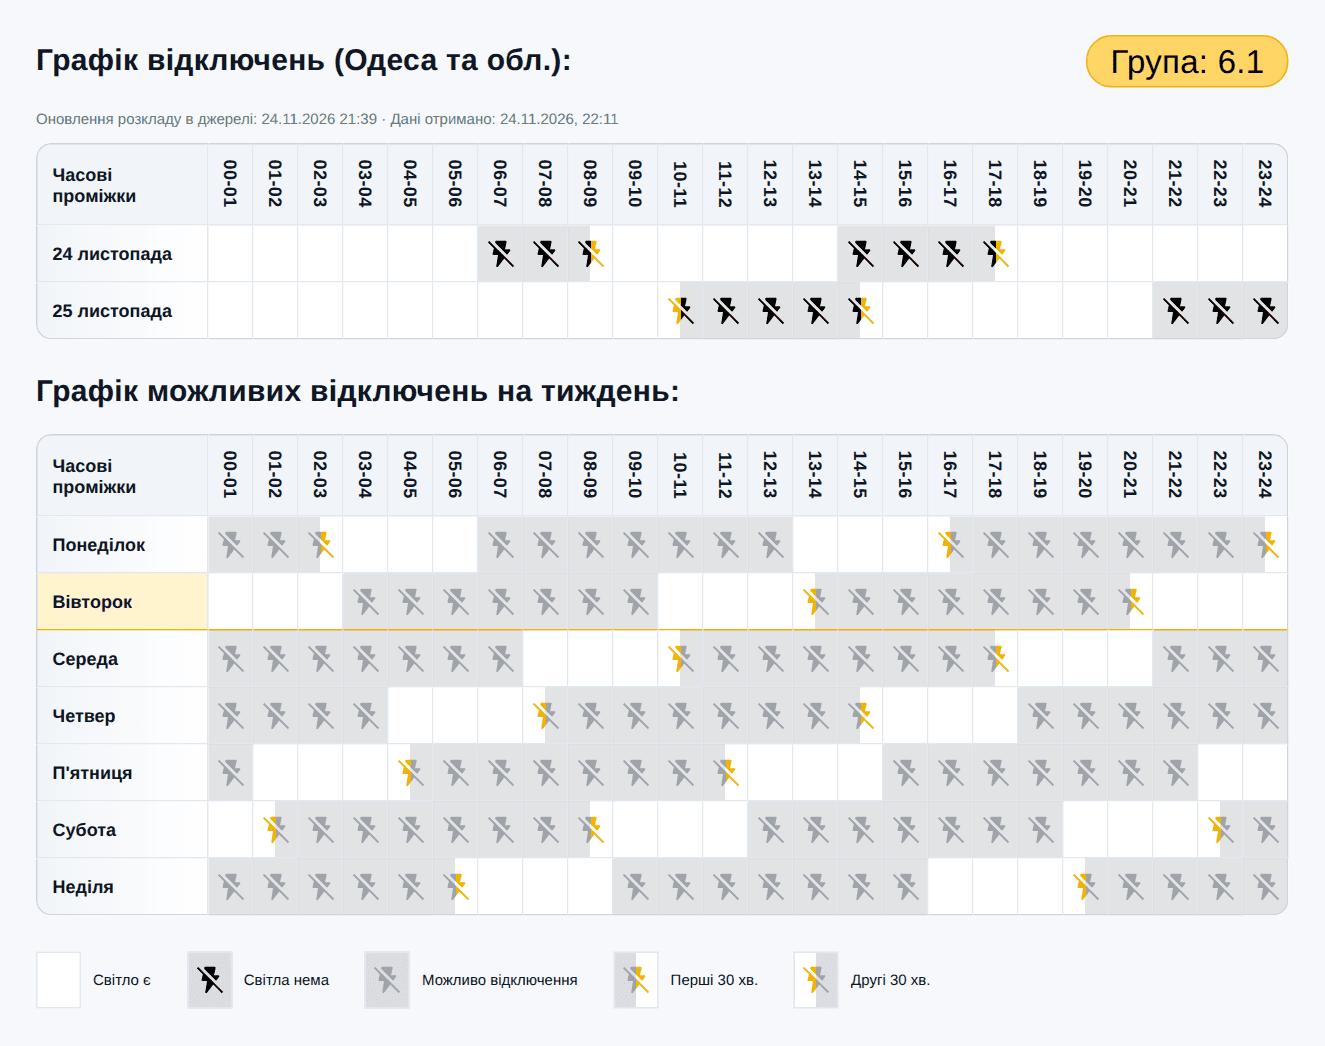 Графік відключень (Одеса та обл.):
Група: 6.1
Оновлення розкладу в джерелі: 24.11.2026 21:39 · Дані отримано: 24.11.2026, 22:11
Часові проміжки 00-01 01-02 02-03 03-04 04-05 05-06 06-07 07-08 08-09 09-10 10-11 11-12 12-13 13-14 14-15 15-16 16-17 17-18 18-19 19-20 20-21 21-22 22-23 23-24
24 листопада
25 листопада
Графік можливих відключень на тиждень:
Часові проміжки 00-01 01-02 02-03 03-04 04-05 05-06 06-07 07-08 08-09 09-10 10-11 11-12 12-13 13-14 14-15 15-16 16-17 17-18 18-19 19-20 20-21 21-22 22-23 23-24
Понеділок
Вівторок
Середа
Четвер
П'ятниця
Субота
Неділя
Світло є Світла нема Можливо відключення Перші 30 хв. Другі 30 хв.